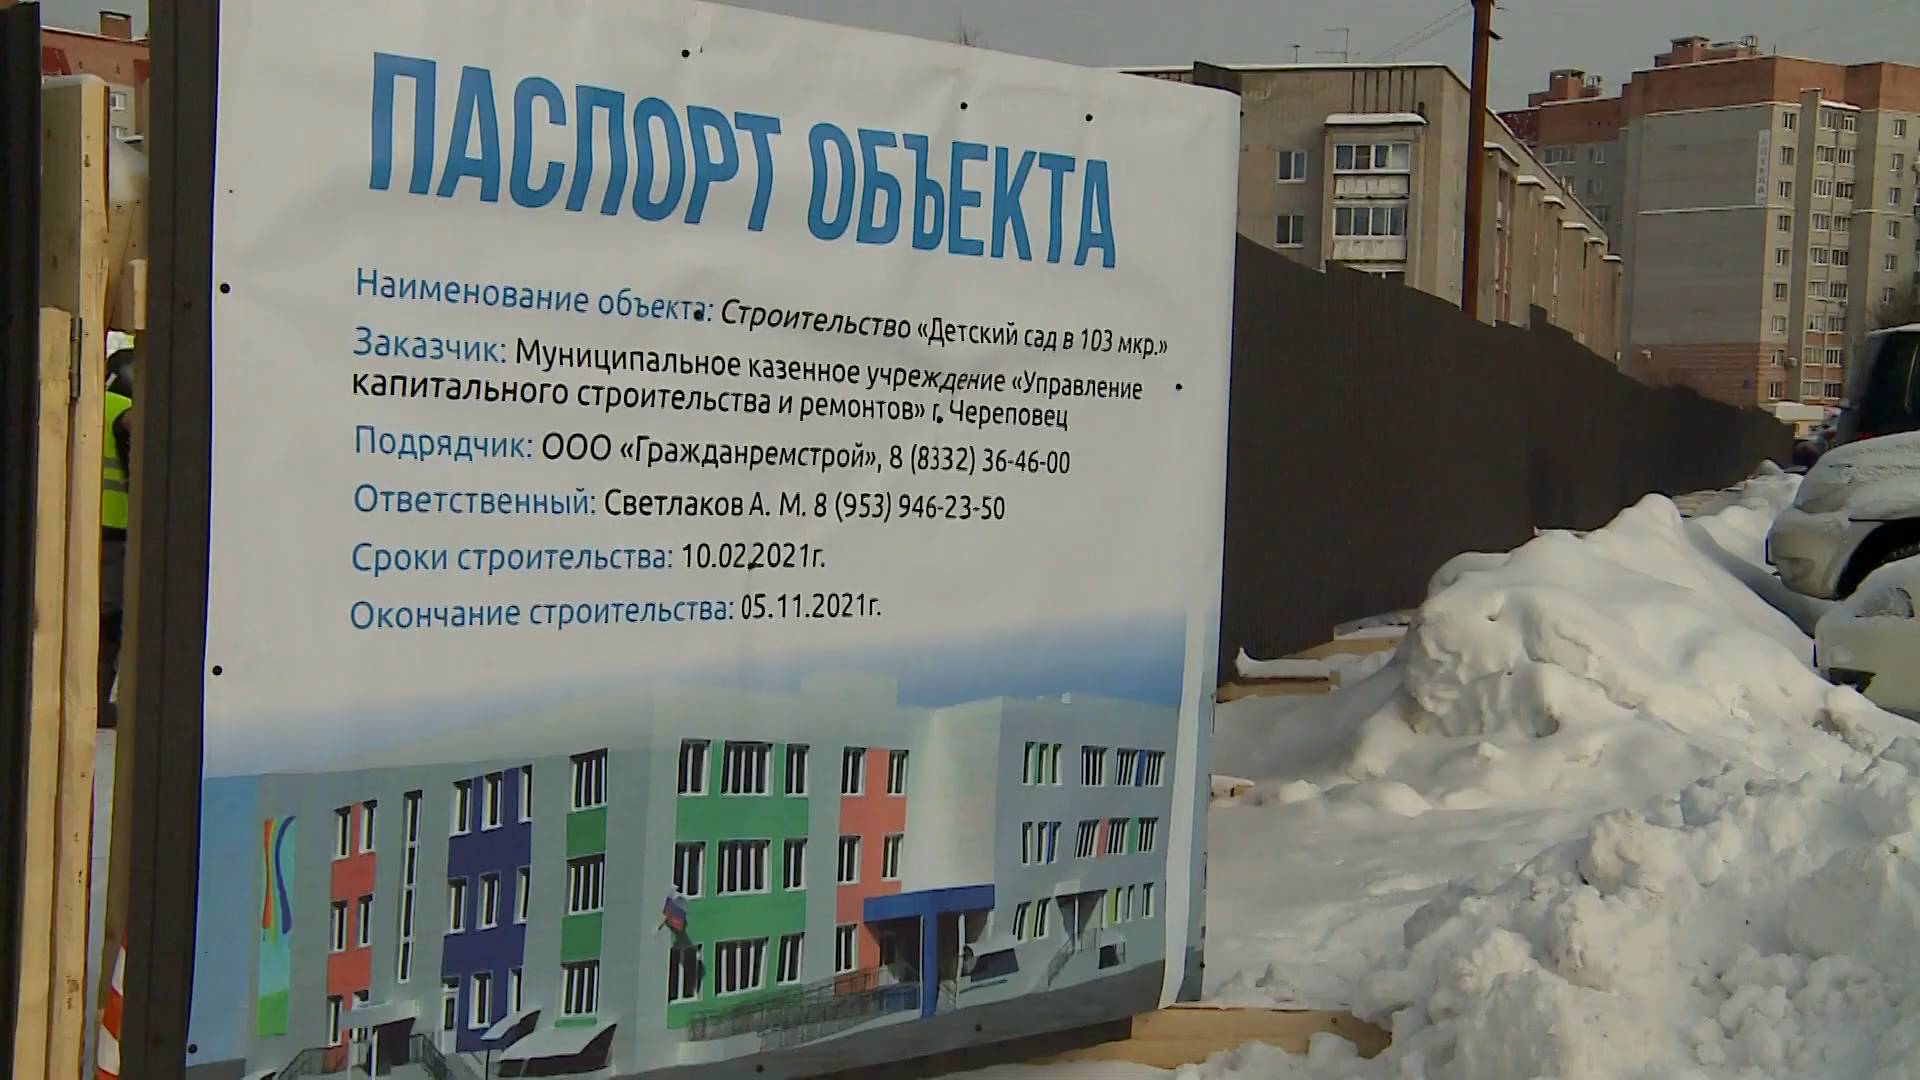 ПАСПОРТ ОБЪЕКТА
Наименование объекта: Строительство «Детский сад в 103 мкр.»
Заказчик: Муниципальное казенное учреждение «Управление
капитального строительства и ремонтов» г. Череповец
Подрядчик: ООО «Гражданремстрой», 8 (8332) 36-46-00
Ответственный: Светлаков А. М. 8 (953) 946-23-50
Сроки строительства: 10.02.2021г.
Окончание строительства: 05.11.2021г.